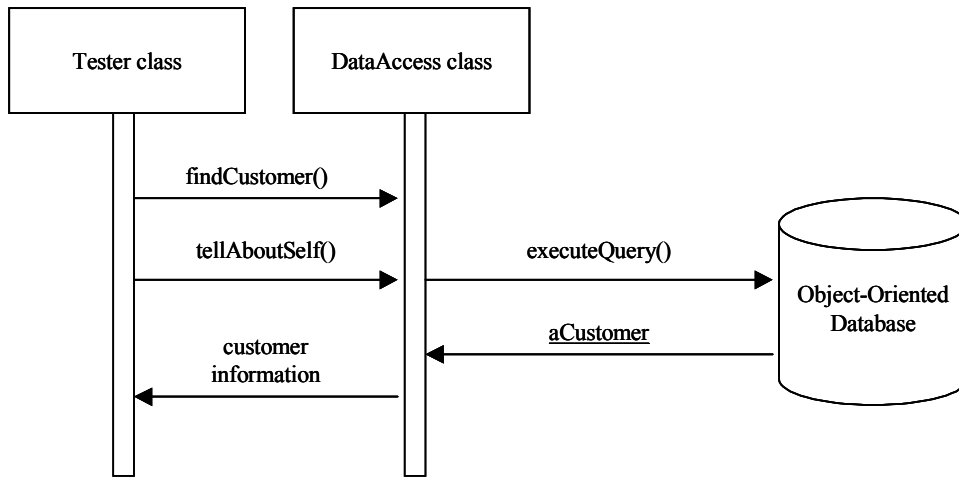 Tester class
DataAccess class
findCustomer()
tellAboutSelf()
executeQuery()
Object-Oriented
Database
aCustomer
customer
information